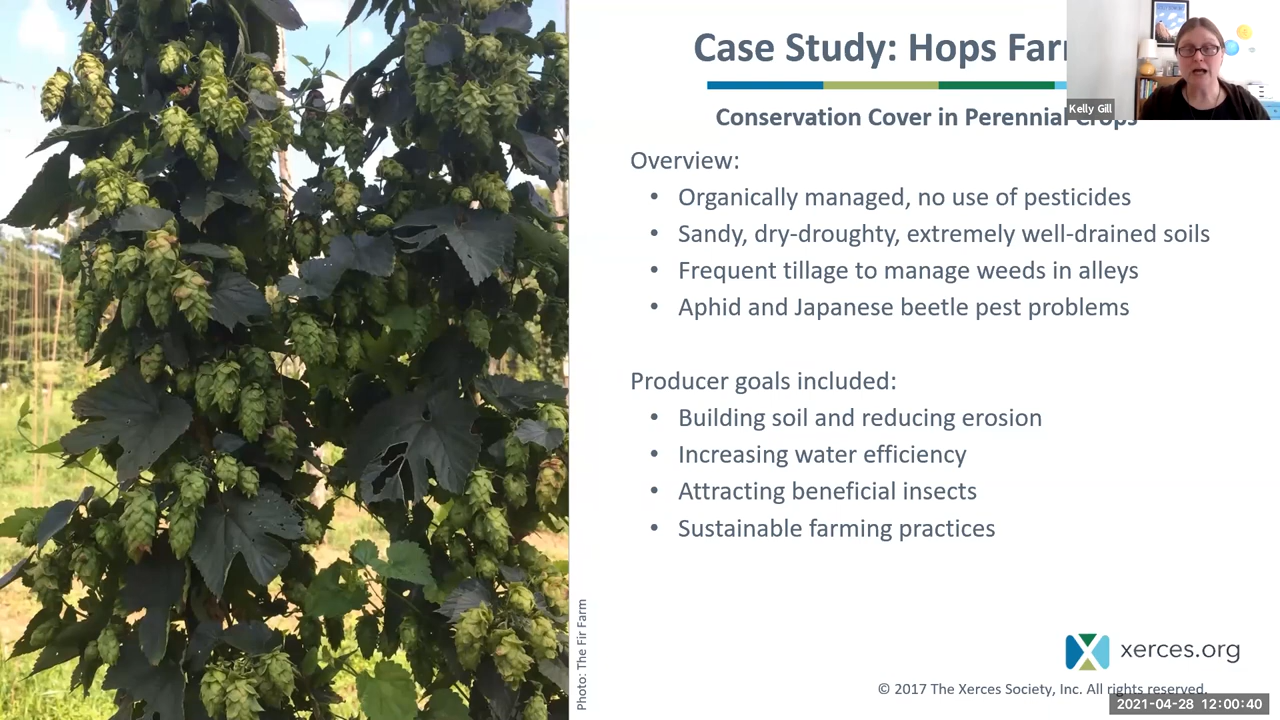 Case Study: Hops Far
Kelly Gill
Conservation Cover in Perennial Crops
Overview:
• Organically managed, no use of pesticides
• Sandy, dry-droughty, extremely well-drained soils
• Frequent tillage to manage weeds in alleys
• Aphid and Japanese beetle pest problems
Producer goals included:
• Building soil and reducing erosion
• Increasing water efficiency
• Attracting beneficial insects
• Sustainable farming practices
Photo: The Fir Farm
xerces.org
© 2017 The Xerces Society, Inc. All rights reserved.
2021-04-28 12:00:40